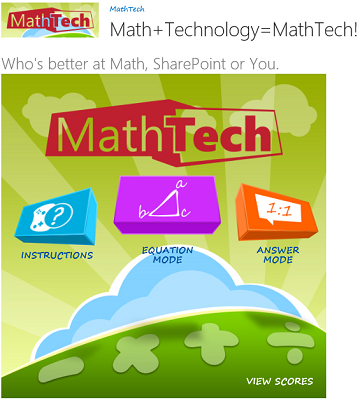 MathTech
MathTech
Math+Technology=MathTech!
Who's better at Math, SharePoint or You.
MathTech
?
a
b c
1:1
INSTRUCTIONS
EQUATION
MODE
ANSWER
MODE
- × + ÷
VIEW SCORES